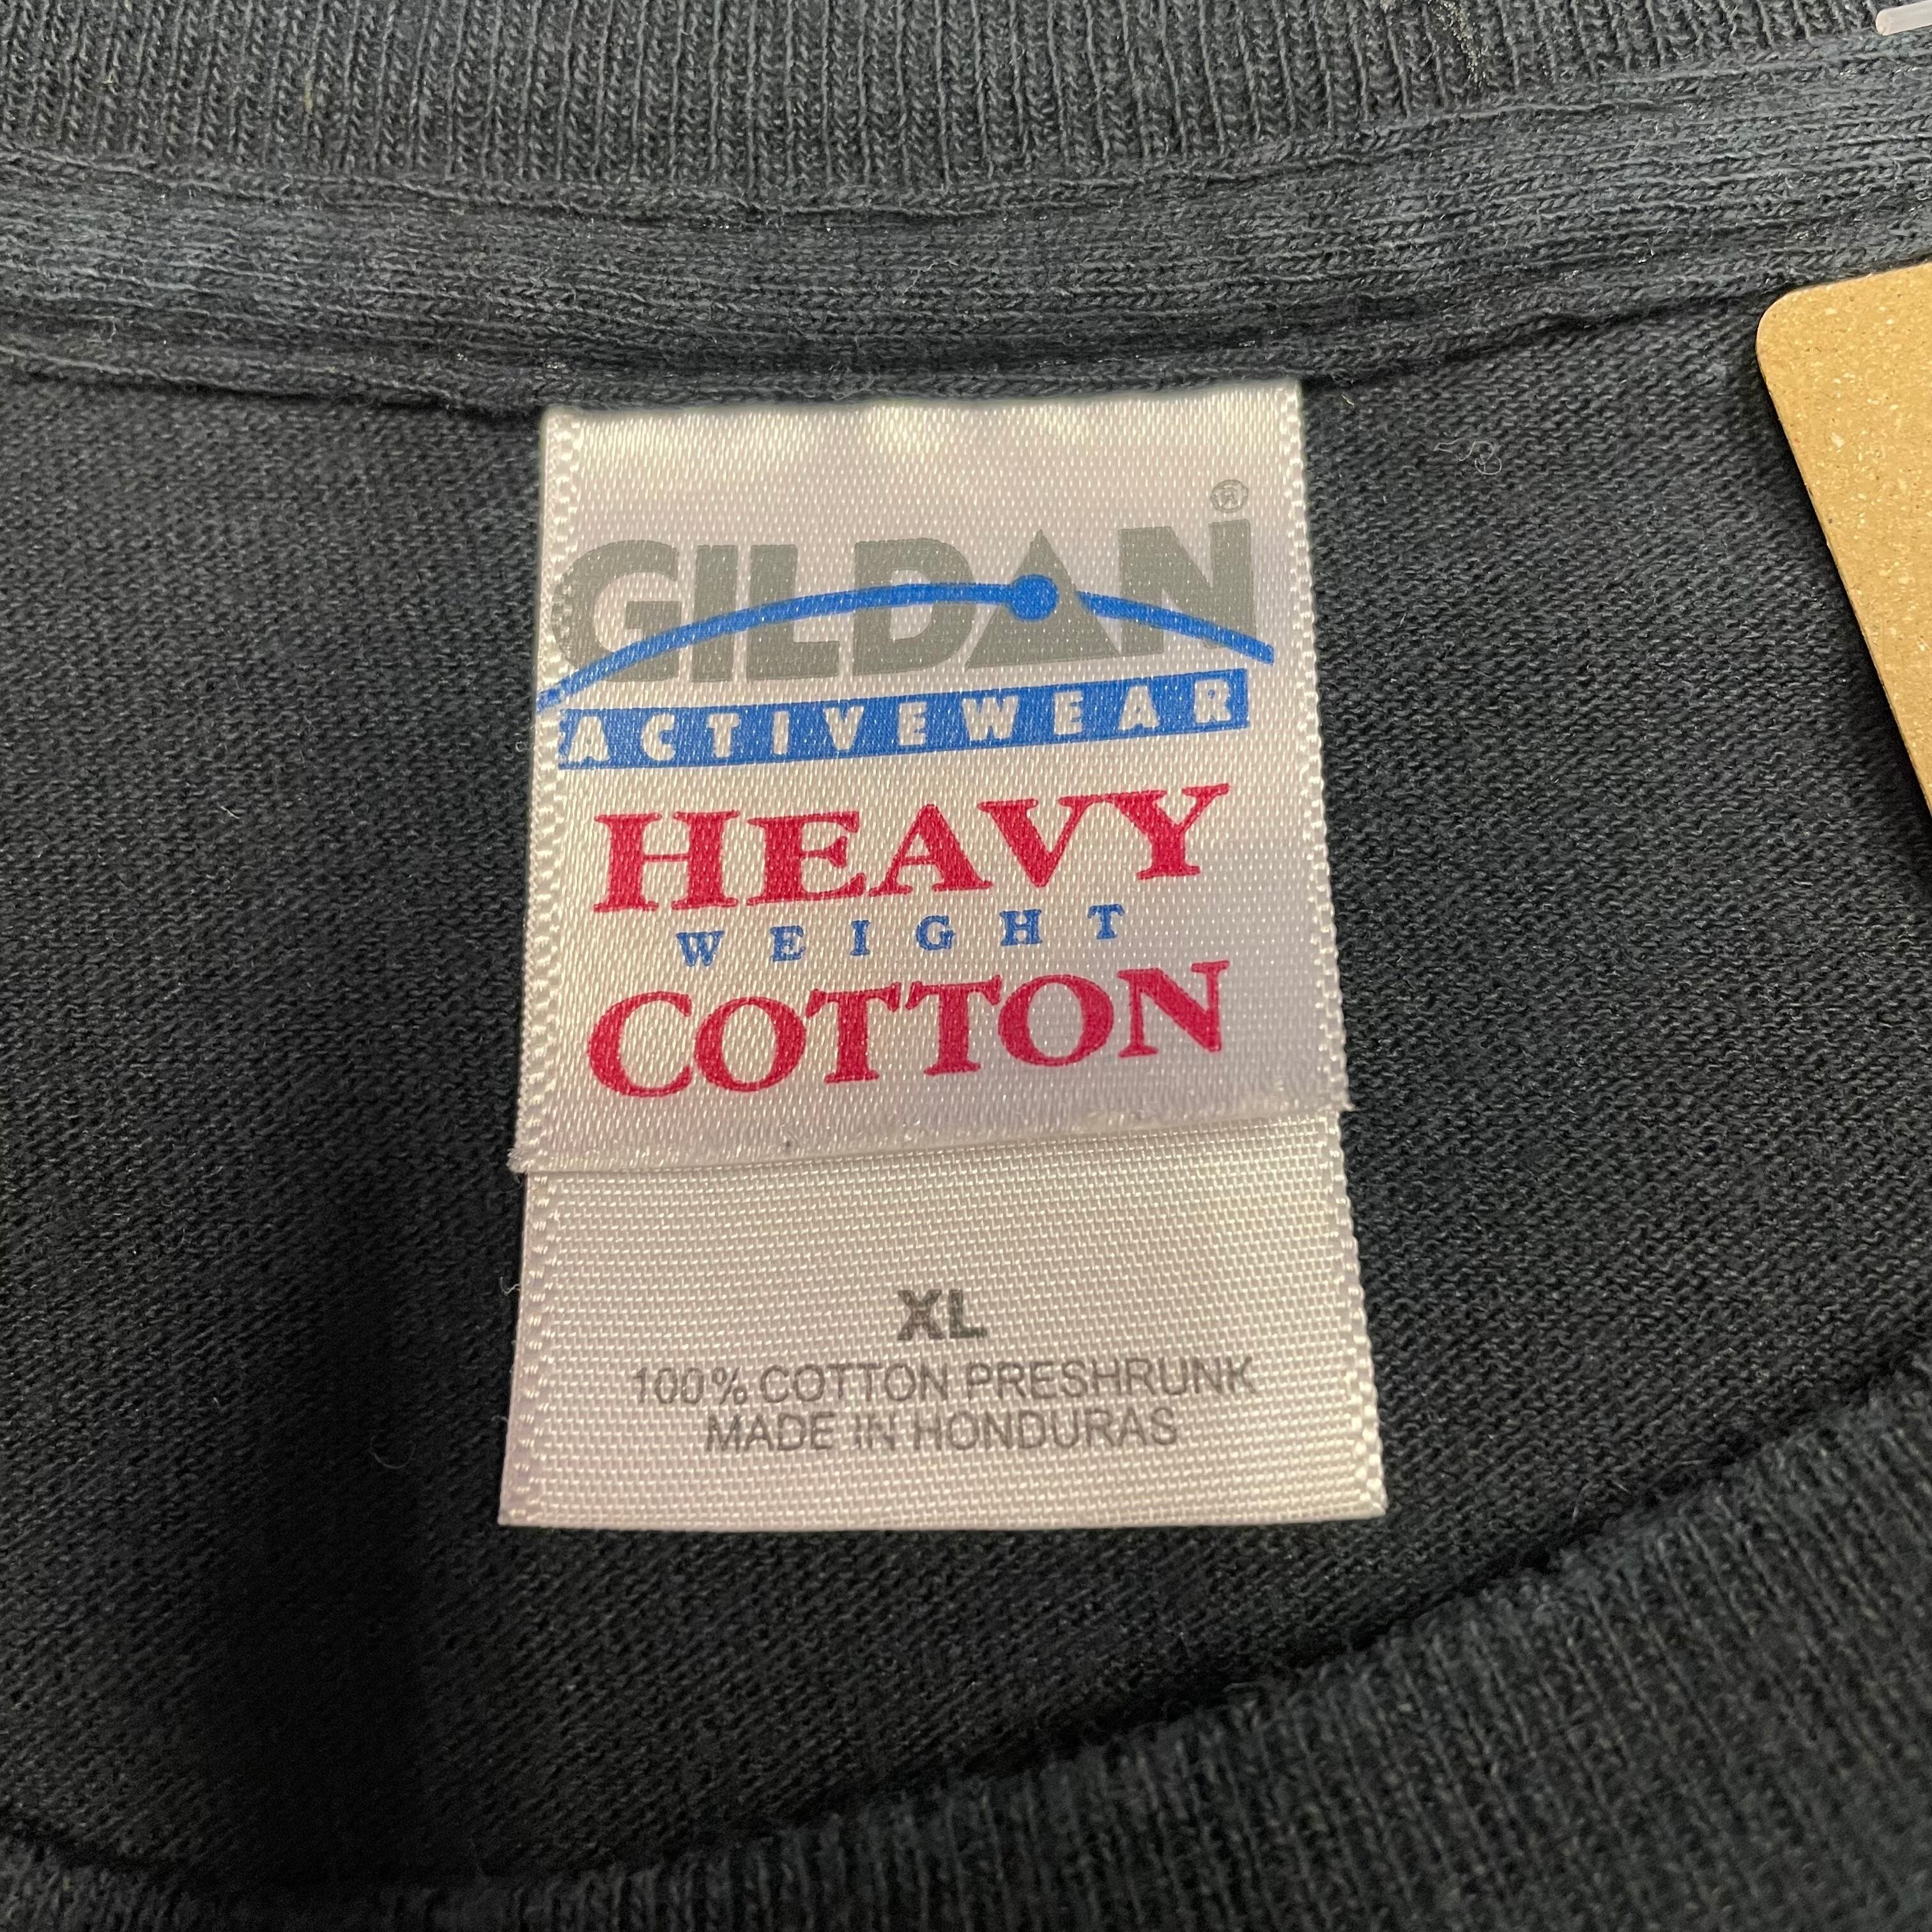 GILDAN®
ACTIVEWEAR
HEAVY
WEIGHT
COTTON
XL
100% COTTON PRESHRUNK
MADE IN HONDURAS